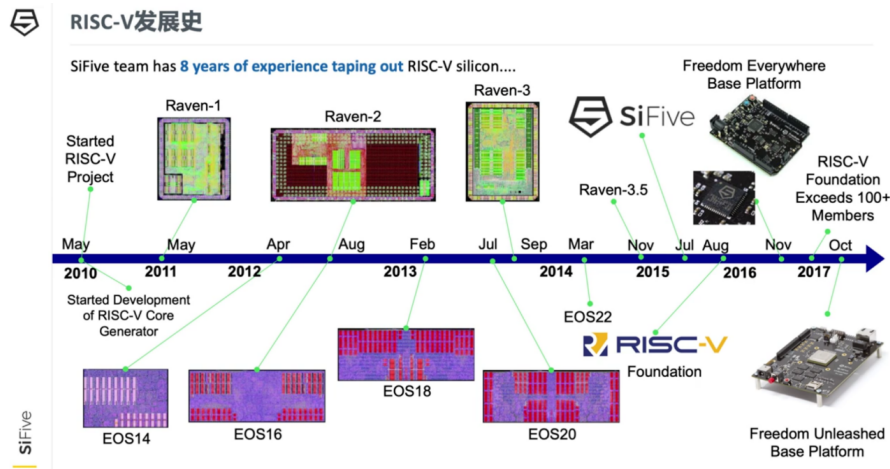 RISC-V发展史
SiFive team has 8 years of experience taping out RISC-V silicon....
Raven-1
Raven-2
Raven-3
SiFive
Freedom Everywhere
Base Platform
Started
RISC-V
Project
Raven-3.5
RISC-V
Foundation
Exceeds 100+
Members
May
May
Apr
Aug
Feb
Jul
Sep
Mar
Nov
Jul
Aug
Nov
Oct
2010
2011
2012
2013
2014
2015
2016
2017
Started Development
of RISC-V Core
Generator
EOS22
RISC-V
Foundation
EOS14
EOS16
EOS18
EOS20
Freedom Unleashed
Base Platform
SiFive